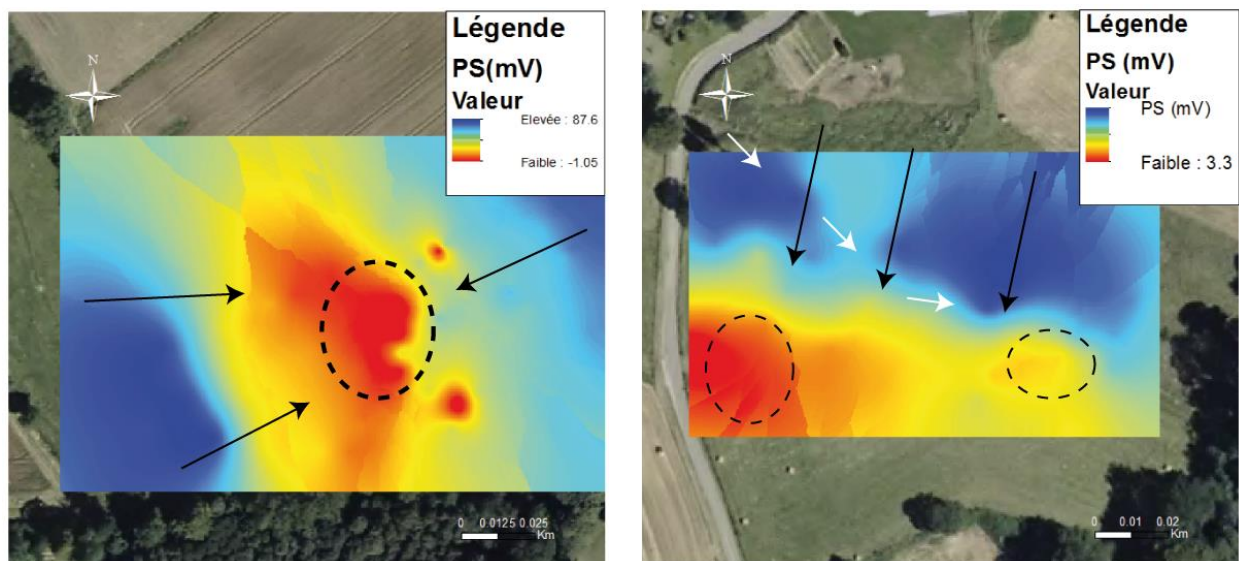 Légende
PS(mV)
Valeur
Elevée : 87.6
Faible : -1.05
N
0 0.0125 0.025
Km
Légende
PS (mV)
Valeur
PS (mV)
Faible : 3.3
N
0 0.01 0.02
Km